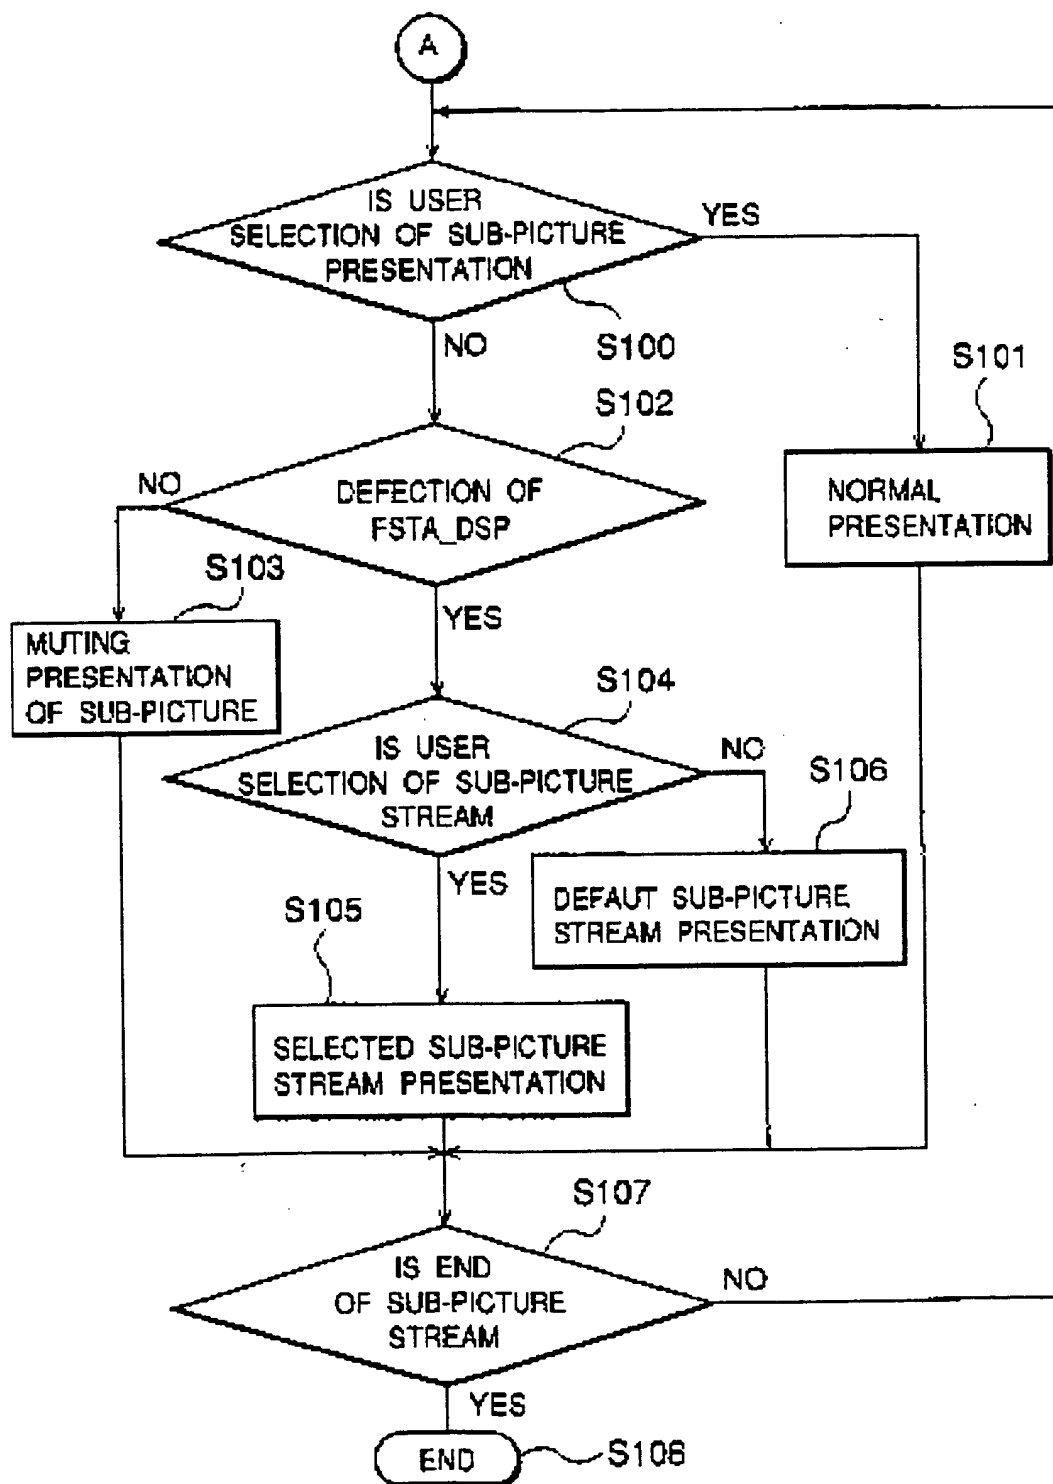 A
IS USER
SELECTION OF SUB-PICTURE
PRESENTATION
YES
NO
S100
S101
S102
NORMAL
PRESENTATION
NO
DEFECTION OF
FSTA_DSP
S103
YES
MUTING
PRESENTATION
OF SUB-PICTURE
S104
IS USER
SELECTION OF SUB-PICTURE
STREAM
NO
S106
YES
DEFAUT SUB-PICTURE
STREAM PRESENTATION
S105
SELECTED SUB-PICTURE
STREAM PRESENTATION
S107
IS END
OF SUB-PICTURE
STREAM
NO
YES
END
S106